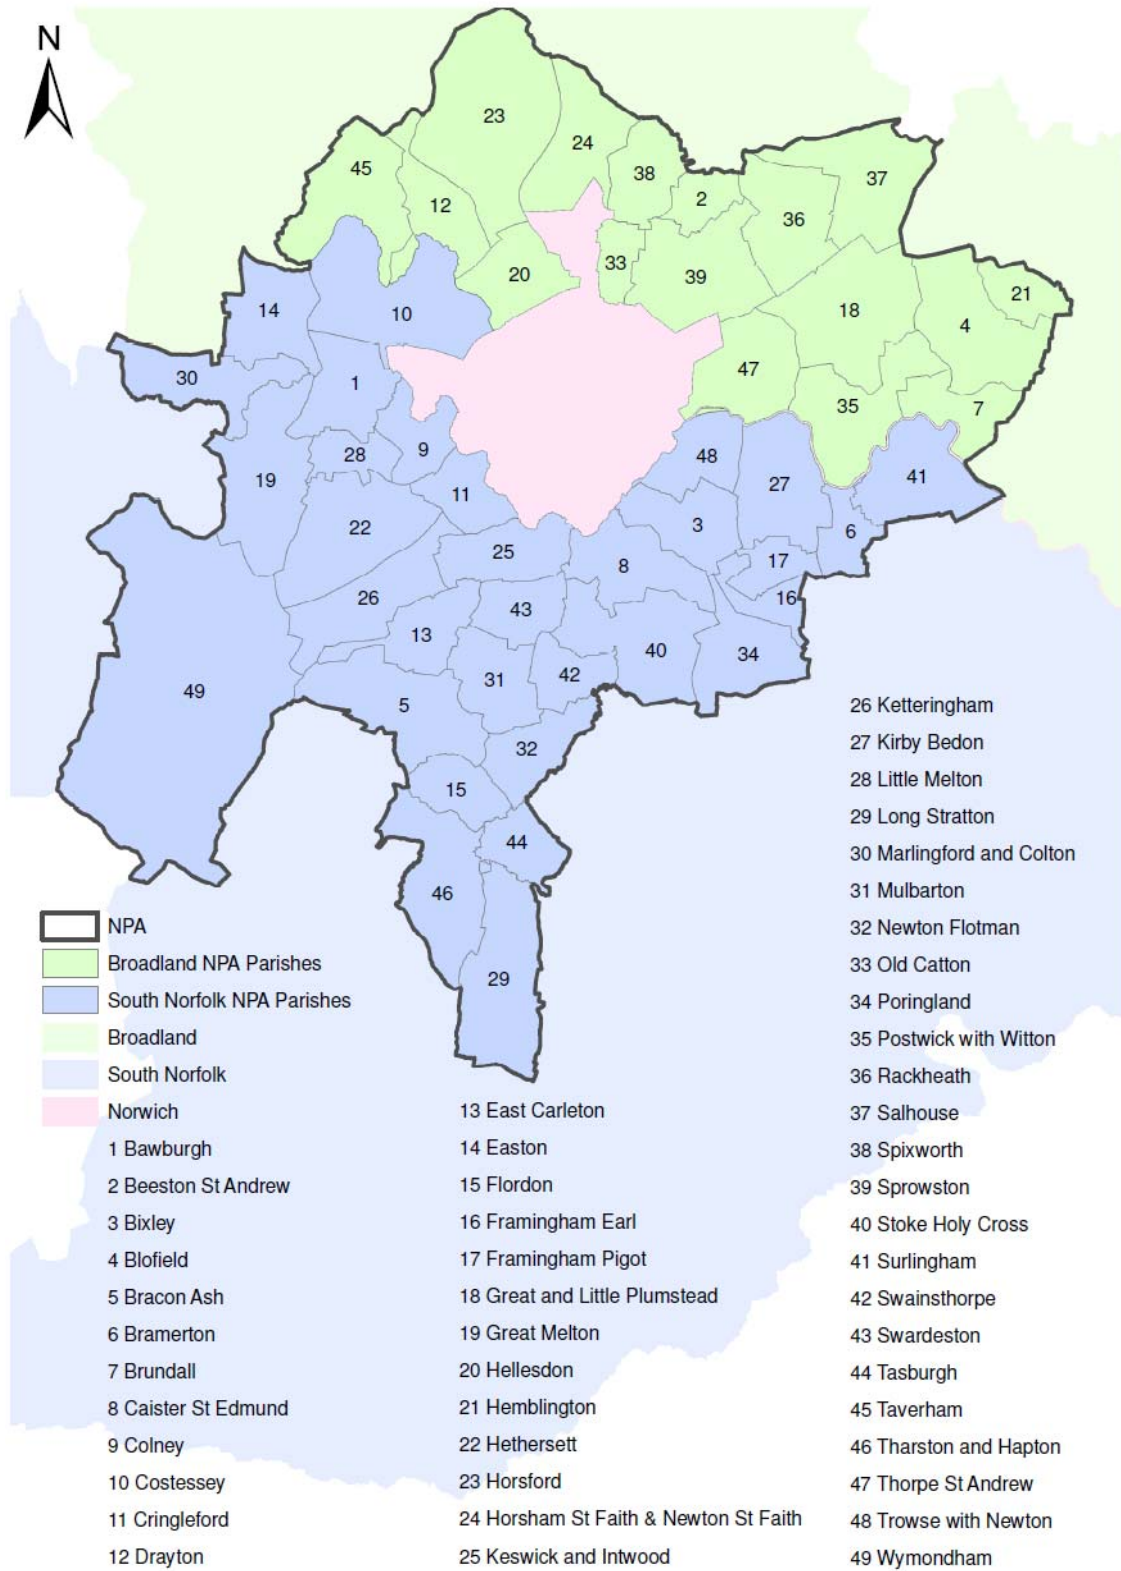 N
23
24
45
38
37
2
12
36
33
20
39
21
14
10
18
4
47
30
1
35
7
28
9
48
41
19
27
11
22
3
6
25
8
17
26
16
43
13
40
34
42
31
49
5
32
15
44
46
29
NPA
Broadland NPA Parishes
South Norfolk NPA Parishes
Broadland
South Norfolk
Norwich
1 Bawburgh
2 Beeston St Andrew
3 Bixley
4 Blofield
5 Bracon Ash
6 Bramerton
7 Brundall
8 Caister St Edmund
9 Colney
10 Costessey
11 Cringleford
12 Drayton
13 East Carleton
14 Easton
15 Flordon
16 Framingham Earl
17 Framingham Pigot
18 Great and Little Plumstead
19 Great Melton
20 Hellesdon
21 Hemblington
22 Hethersett
23 Horsford
24 Horsham St Faith & Newton St Faith
25 Keswick and Intwood
26 Ketteringham
27 Kirby Bedon
28 Little Melton
29 Long Stratton
30 Marlingford and Colton
31 Mulbarton
32 Newton Flotman
33 Old Catton
34 Poringland
35 Postwick with Witton
36 Rackheath
37 Salhouse
38 Spixworth
39 Sprowston
40 Stoke Holy Cross
41 Surlingham
42 Swainsthorpe
43 Swardeston
44 Tasburgh
45 Taverham
46 Tharston and Hapton
47 Thorpe St Andrew
48 Trowse with Newton
49 Wymondham